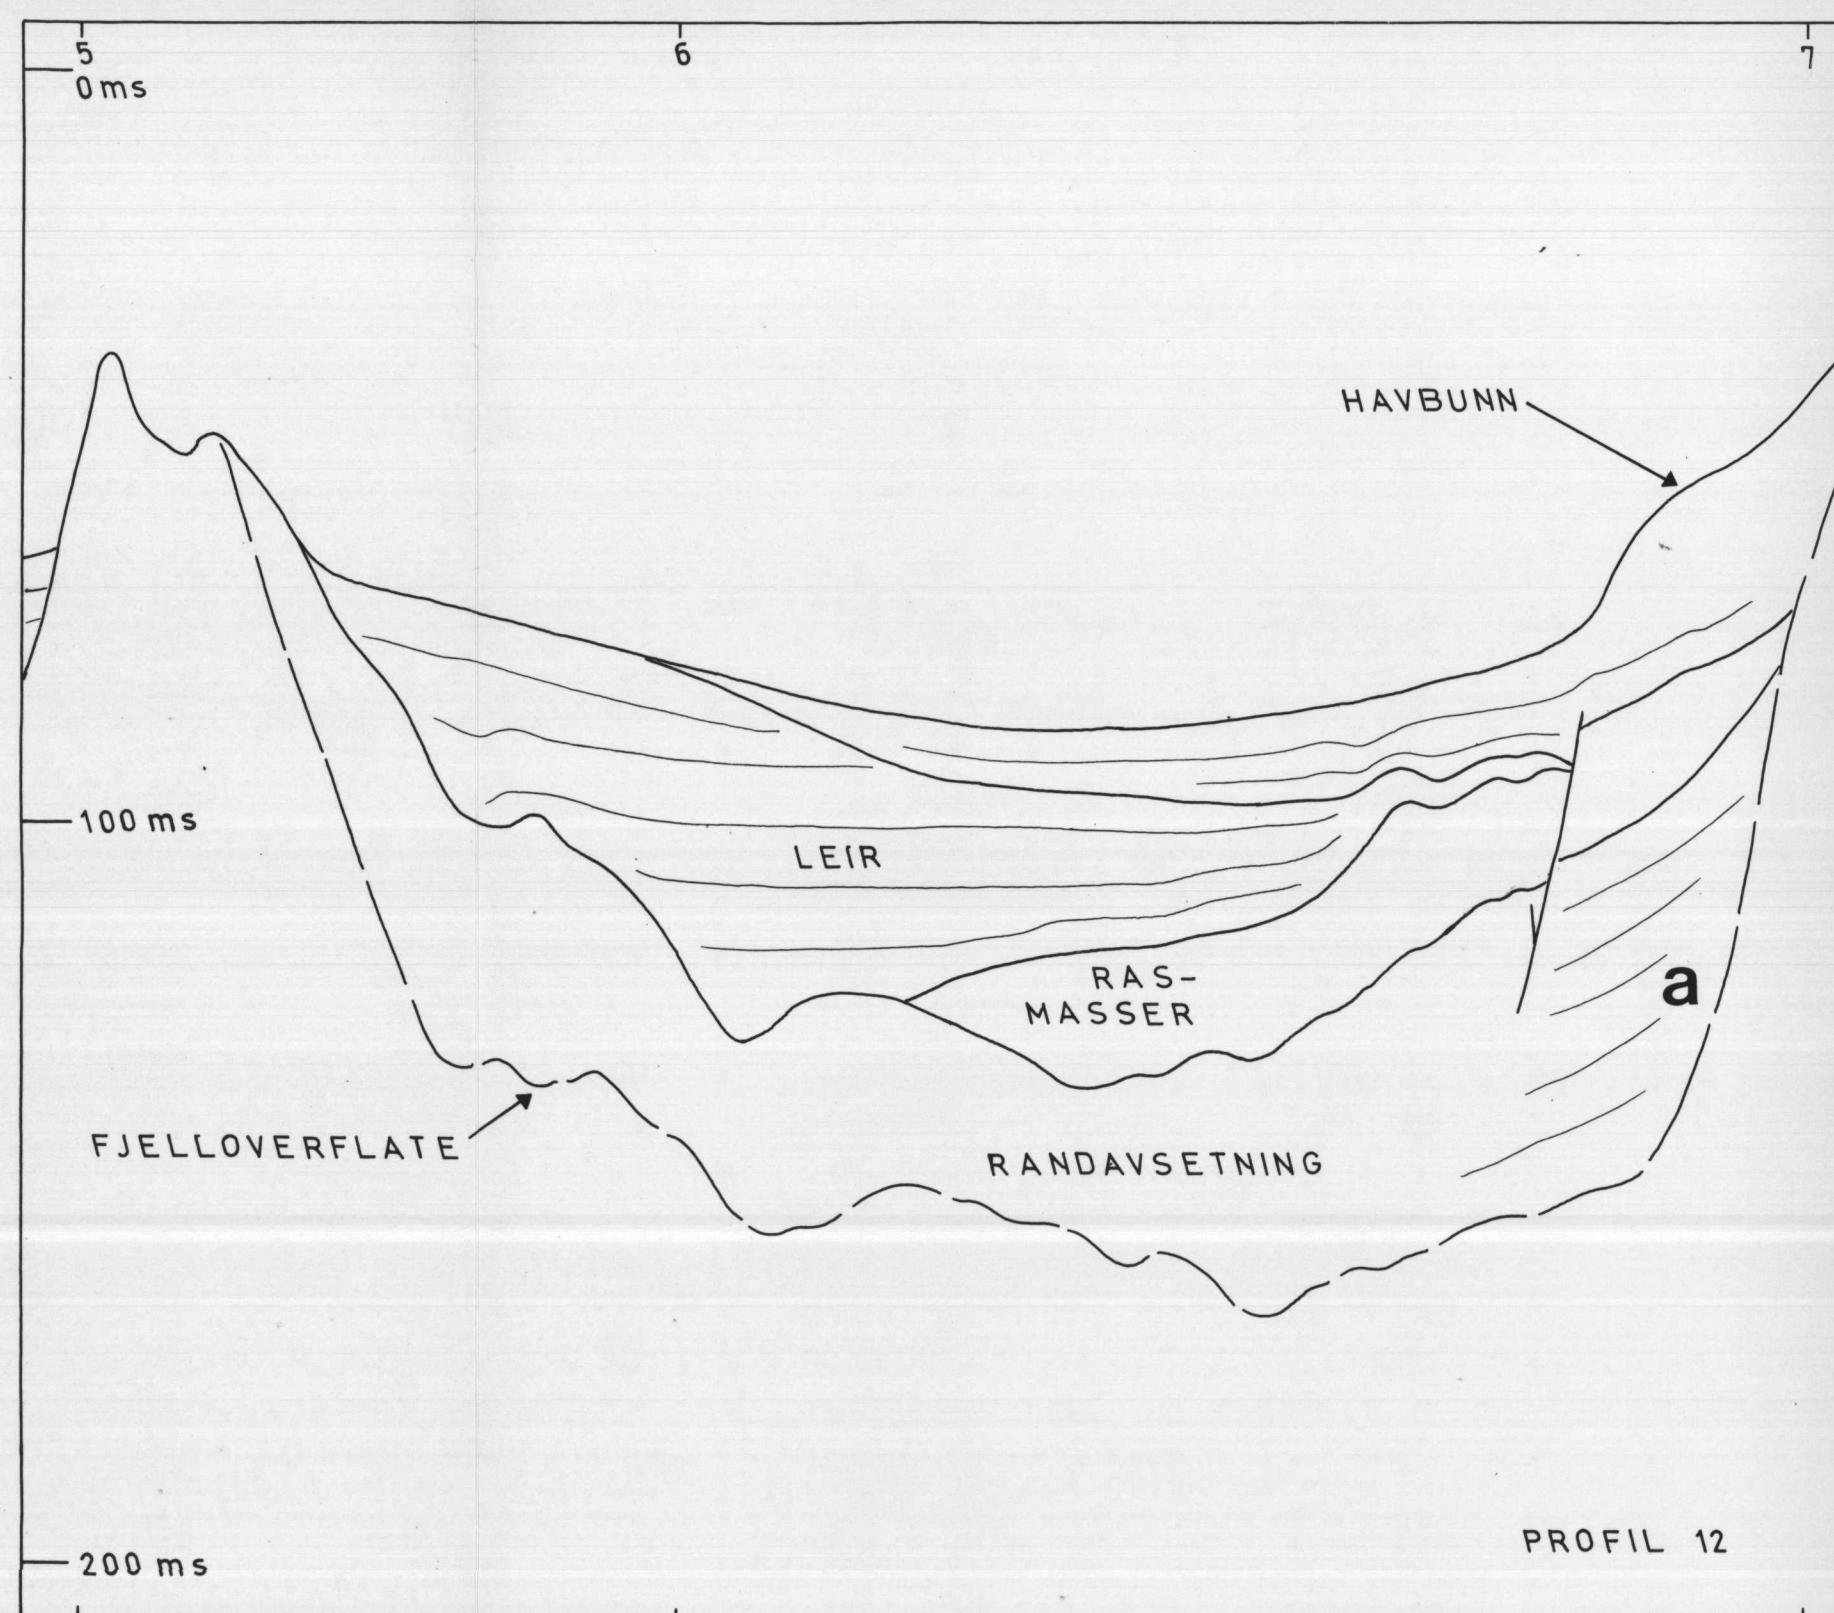 5 6 7
0 ms
HAVBUNN
100 ms
LEIR
RAS-
MASSER
a
FJELLOVERFLATE
RANDAVSETNING
PROFIL 12
200 ms